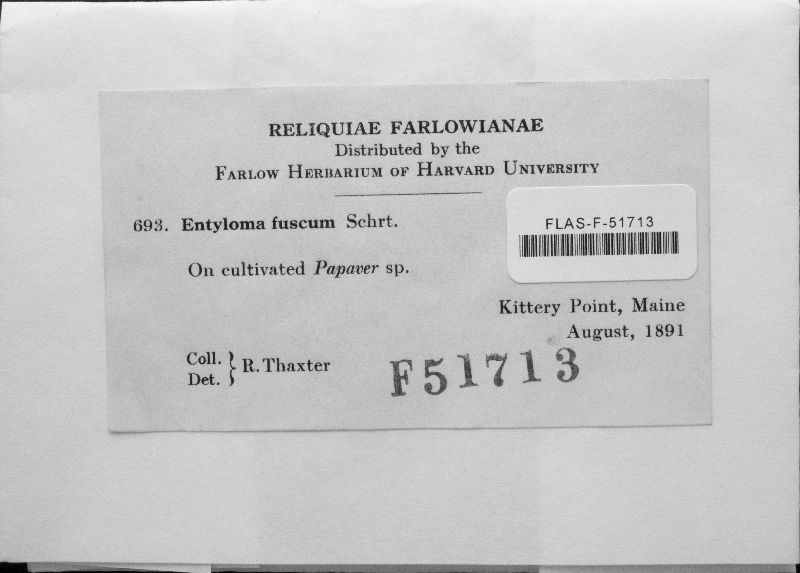 RELIQUIAE FARLOWIANAE
Distributed by the
FARLOW HERBARIUM OF HARVARD UNIVERSITY
693. Entyloma fuscum Schrt.
FLAS-F-51713
On cultivated Papaver sp.
Kittery Point, Maine
August, 1891
Coll.
Det. } R. Thaxter
F51713